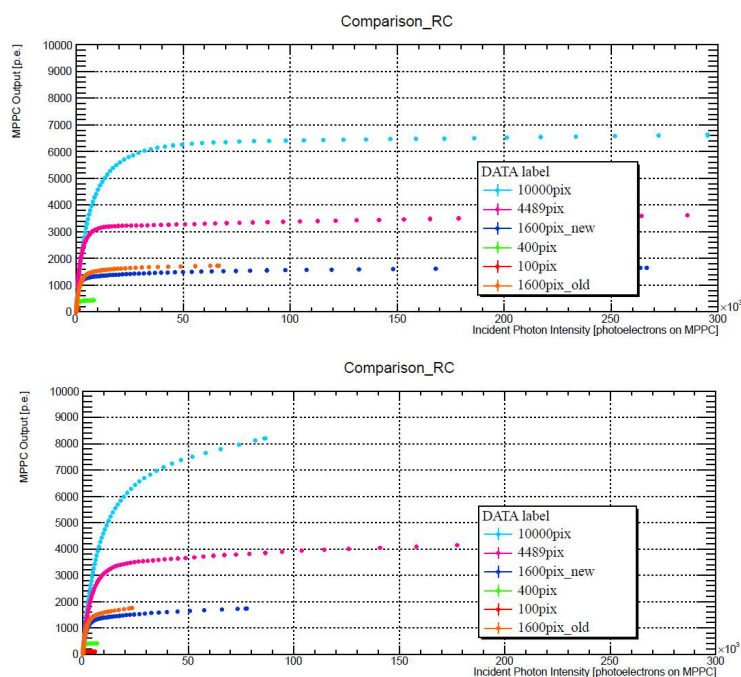 Comparison_RC
MPPC Output [p.e.]
10000
9000
8000
7000
6000
5000
4000
3000
2000
1000
0
DATA label
10000pix
4489pix
1600pix_new
400pix
100pix
1600pix_old
0 50 100 150 200 250 300
×10³
Incident Photon Intensity [photoelectrons on MPPC]
Comparison_RC
MPPC Output [p.e.]
10000
9000
8000
7000
6000
5000
4000
3000
2000
1000
0
DATA label
10000pix
4489pix
1600pix_new
400pix
100pix
1600pix_old
0 50 100 150 200 250 300
×10³
Incident Photon Intensity [photoelectrons on MPPC]